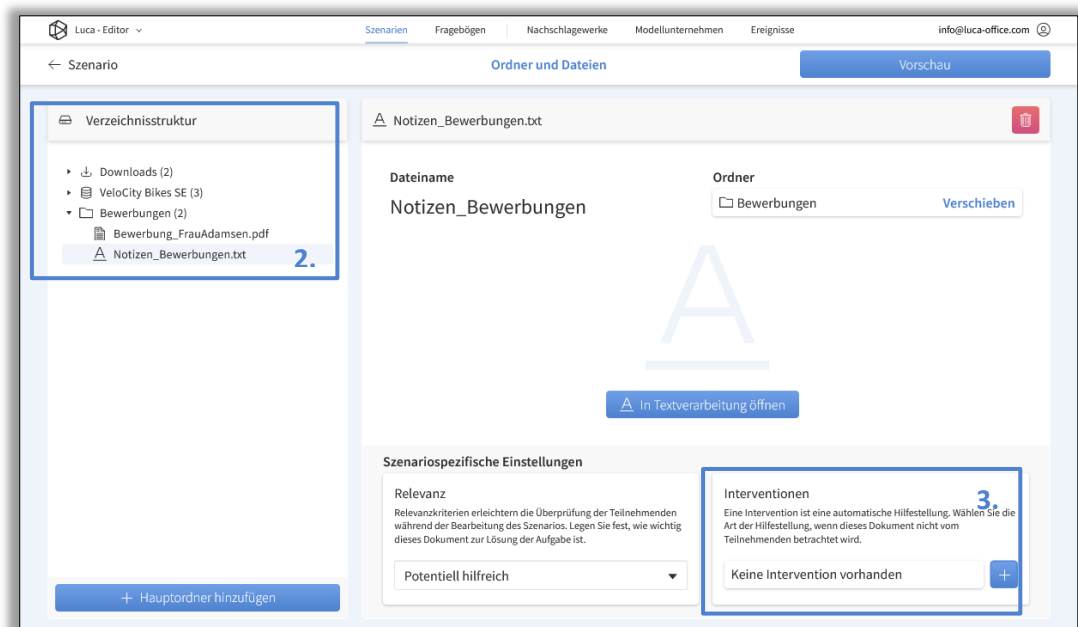 Luca - Editor
Szenarien
Fragebögen
Nachschlagewerke
Modellunternehmen
Ereignisse
info@luca-office.com
← Szenario
Ordner und Dateien
Vorschau
Verzeichnisstruktur
Downloads (2)
VeloCity Bikes SE (3)
Bewerbungen (2)
Bewerbung_FrauAdamsen.pdf
Notizen_Bewerbungen.txt
2.
+ Hauptordner hinzufügen
A Notizen_Bewerbungen.txt
Dateiname
Notizen_Bewerbungen
Ordner
Bewerbungen
Verschieben
A
A In Textverarbeitung öffnen
Szenariospezifische Einstellungen
Relevanz
Relevanzkriterien erleichtern die Überprüfung der Teilnehmenden
während der Bearbeitung des Szenarios. Legen Sie fest, wie wichtig
dieses Dokument zur Lösung der Aufgabe ist.
Potentiell hilfreich
Interventionen
3.
Eine Intervention ist eine automatische Hilfestellung. Wählen Sie die
Art der Hilfestellung, wenn dieses Dokument nicht vom
Teilnehmenden betrachtet wird.
Keine Intervention vorhanden
+